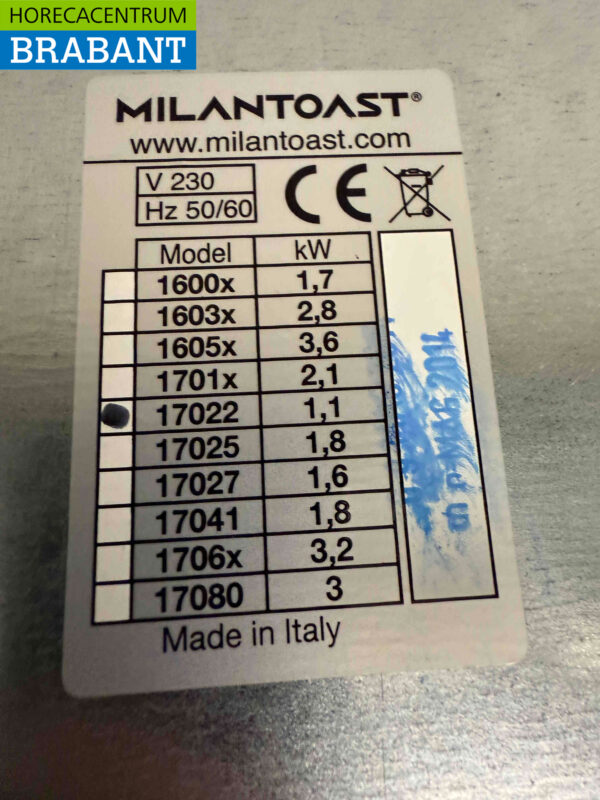 HORECACENTRUM
BRABANT
MILANTOAST®
www.milantoast.com
V 230
Hz 50/60
CE
Model kW
1600x 1,7
1603x 2,8
1605x 3,6
1701x 2,1
17022 1,1
17025 1,8
17027 1,6
17041 1,8
1706x 3,2
17080 3
Made in Italy
2014